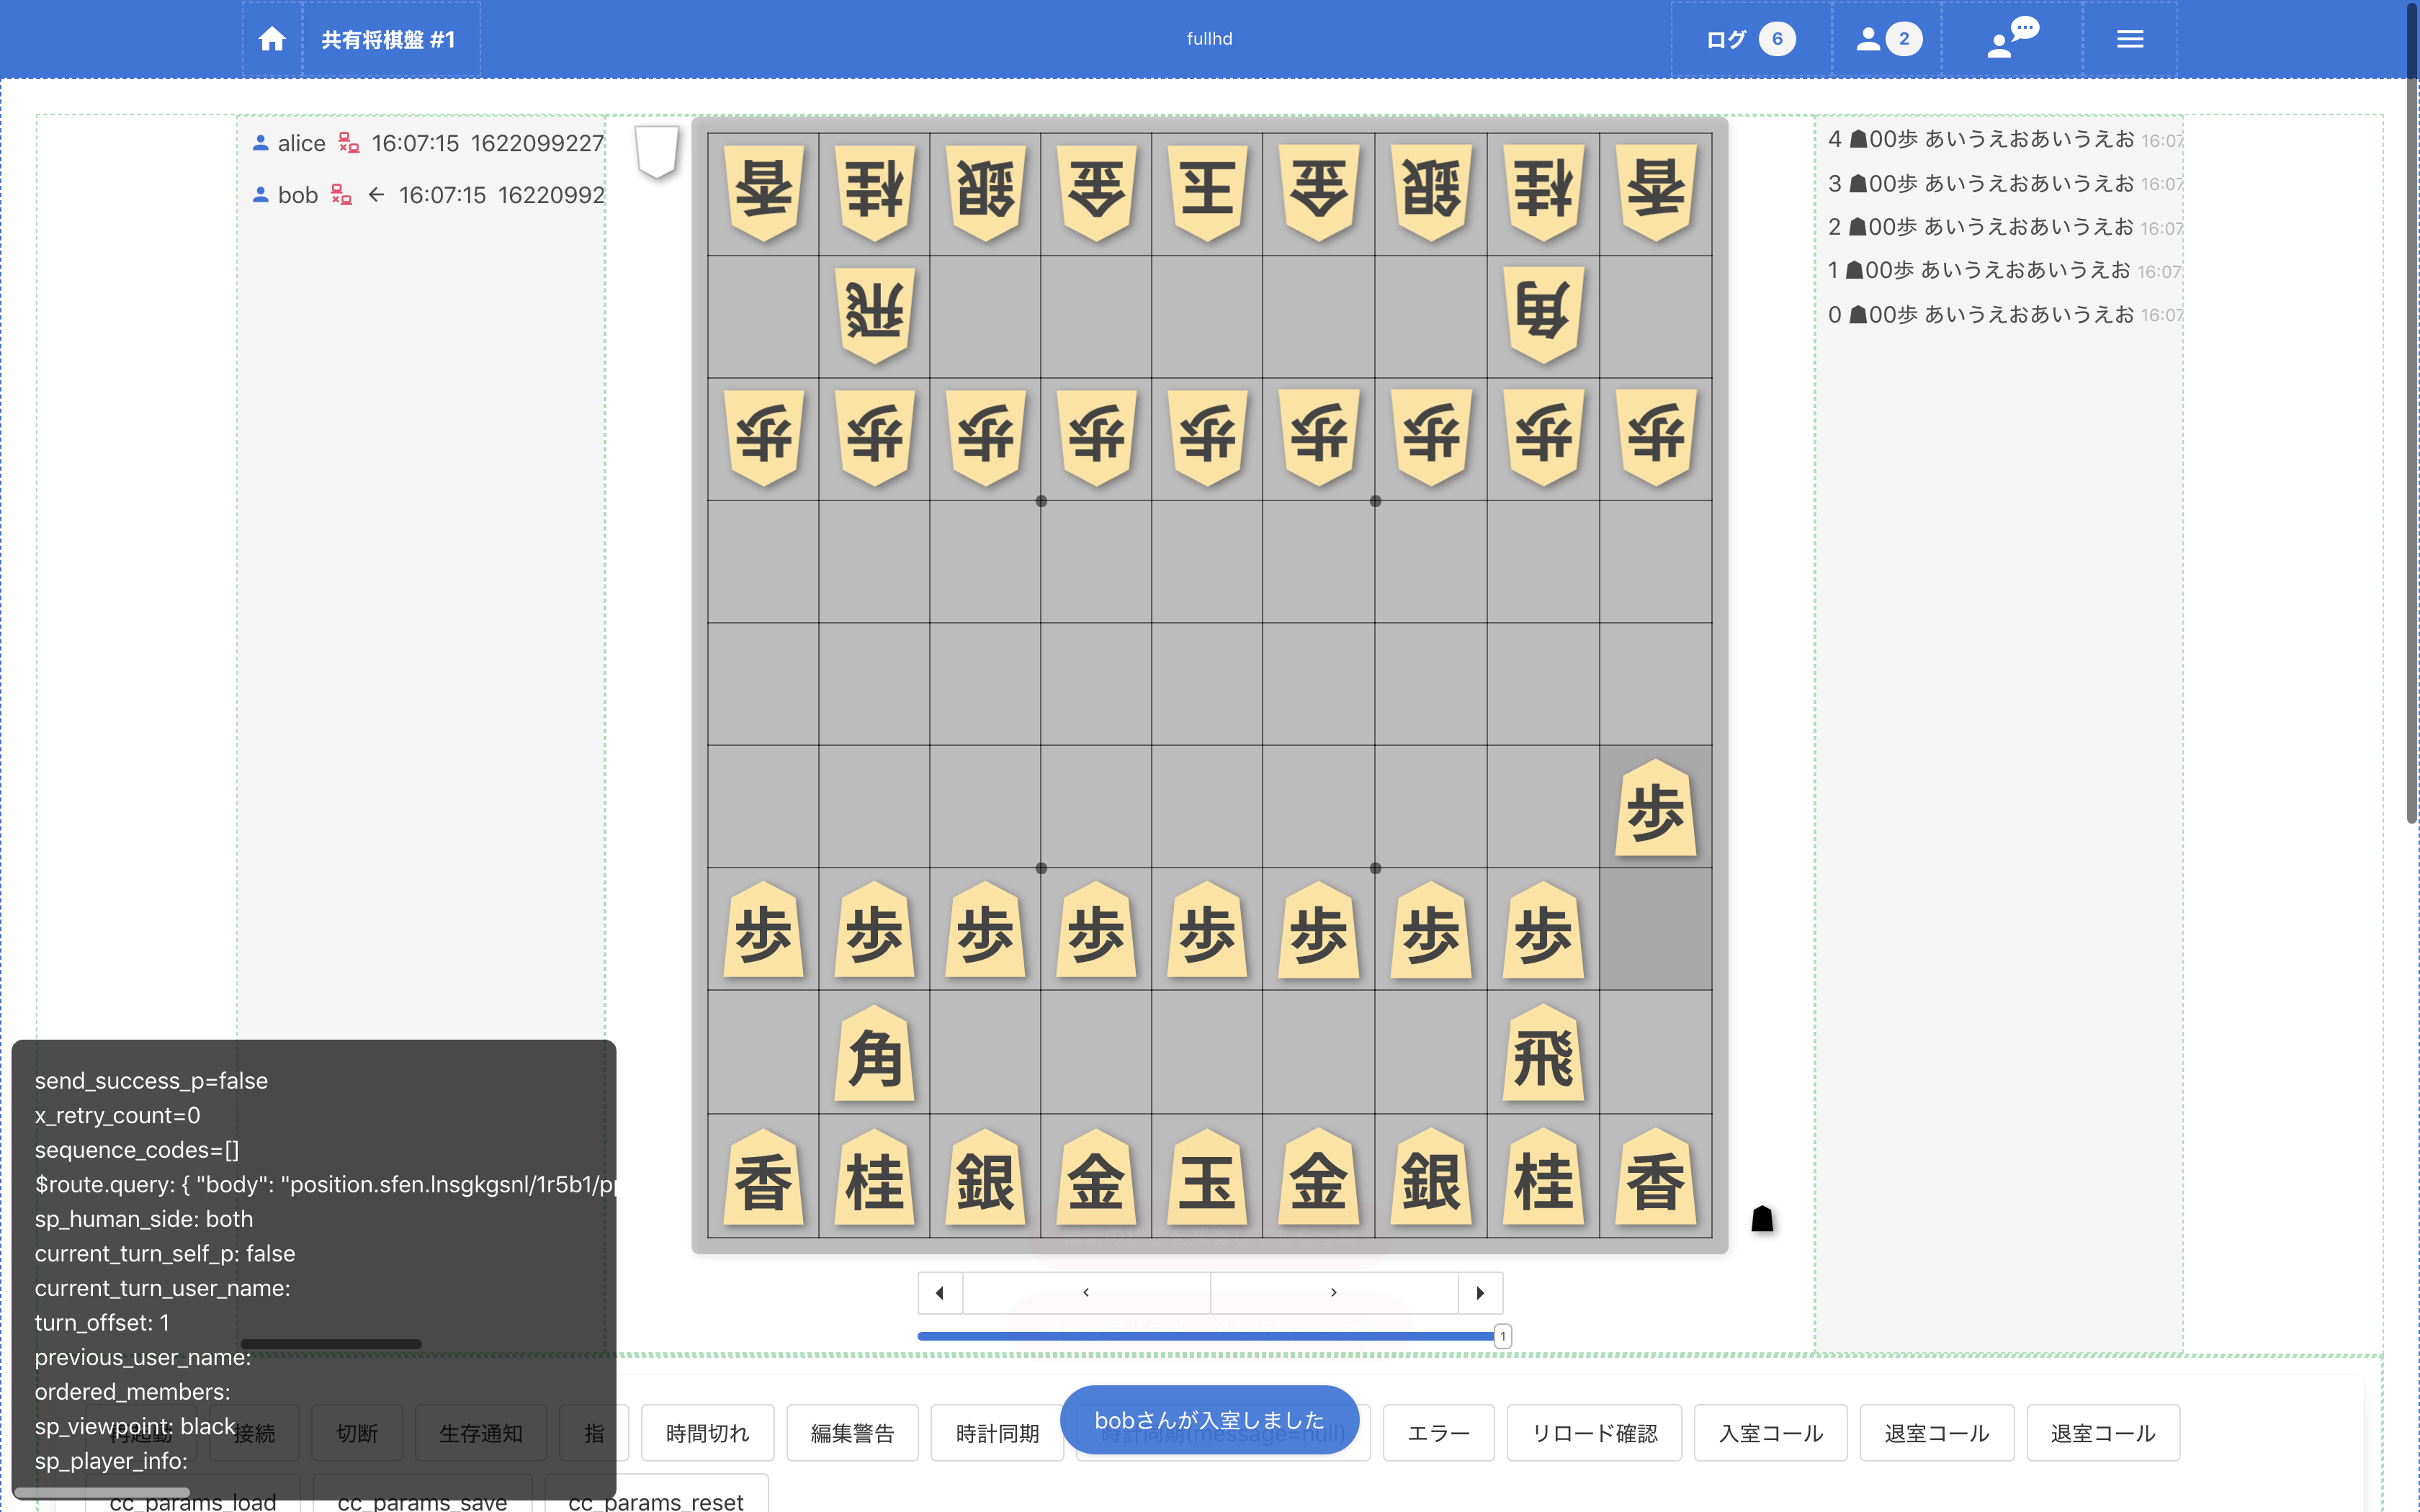 共有将棋盤 #1
fullhd
ログ 6
2
alice 16:07:15 1622099227
bob ← 16:07:15 16220992
香 桂 銀 金 玉 金 銀 桂 香
飛 角
歩 歩 歩 歩 歩 歩 歩 歩 歩
歩
歩 歩 歩 歩 歩 歩 歩 歩
角 飛
香 桂 銀 金 玉 金 銀 桂 香
4 ☗00歩 あいうえおあいうえお 16:07
3 ☗00歩 あいうえおあいうえお 16:07
2 ☗00歩 あいうえおあいうえお 16:07
1 ☗00歩 あいうえおあいうえお 16:07
0 ☗00歩 あいうえおあいうえお 16:07
1
send_success_p=false
x_retry_count=0
sequence_codes=[]
$route.query: { "body": "position.sfen.lnsgkgsnl/1r5b1/p
sp_human_side: both
current_turn_self_p: false
current_turn_user_name:
turn_offset: 1
previous_user_name:
ordered_members:
sp_viewpoint: black
sp_player_info:
再起動 接続 切断 生存通知 指 時間切れ 編集警告 時計同期 時計同期(message=null) エラー リロード確認 入室コール 退室コール 退室コール
bobさんが入室しました
cc_params_load cc_params_save cc_params_reset